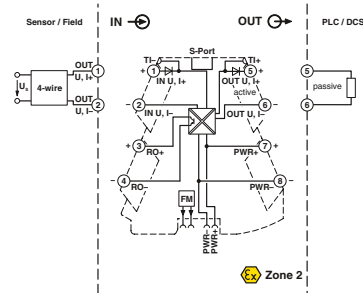 Sensor / Field
IN
OUT
PLC / DCS
S-Port
TI–
TI+
OUT
U, I+
1
+
1
IN U, I+
OUT U, I+
5
+
active
5
4-wire
passive
OUT
U, I–
2
–
2
IN U, I–
OUT U, I–
6
–
6
+
3
RO+
PWR+
7
+
–
4
RO–
PWR–
8
–
FM
PWR–
PWR+
Ex
Zone 2